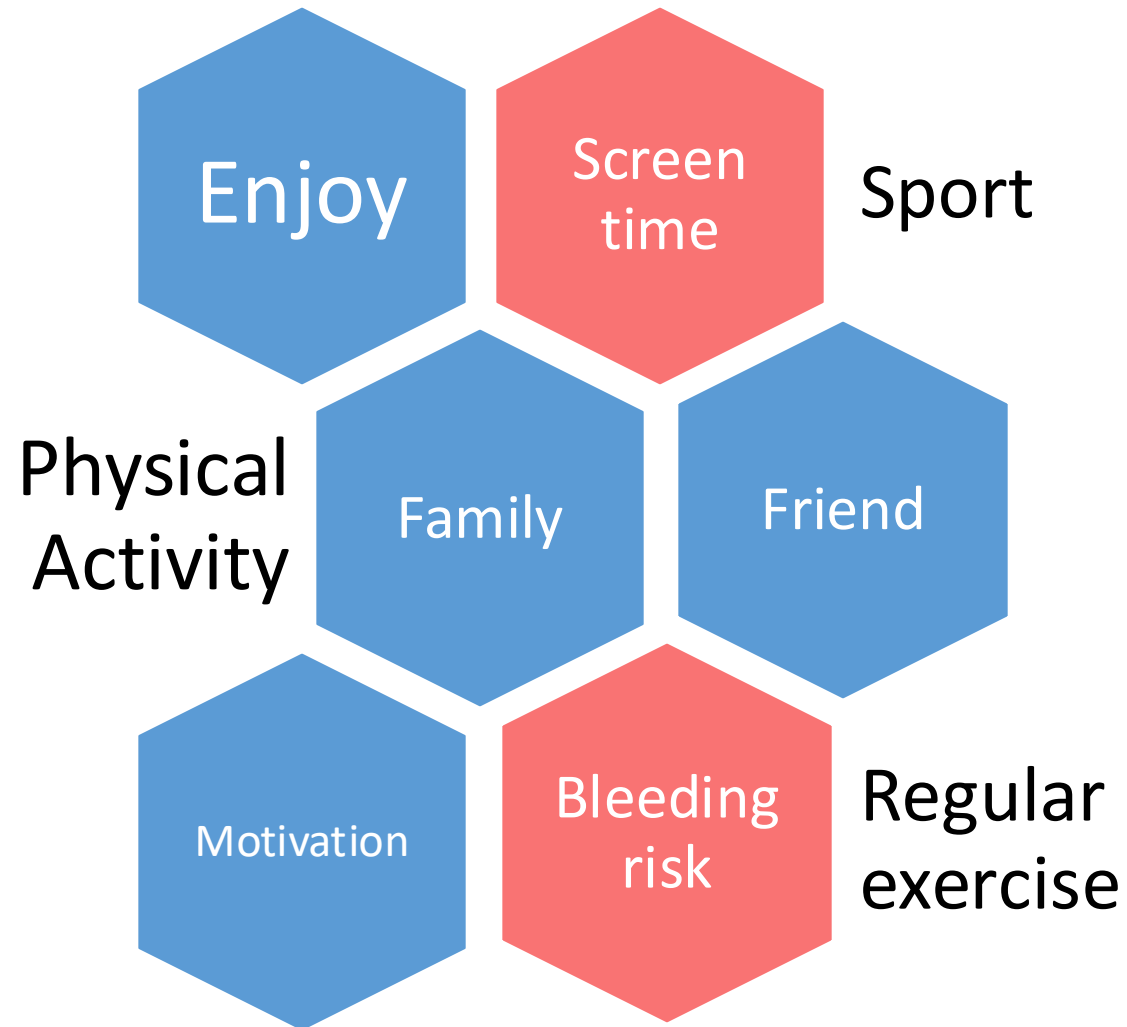 Enjoy
Screen
time
Sport
Physical
Activity
Family
Friend
Motivation
Bleeding
risk
Regular
exercise